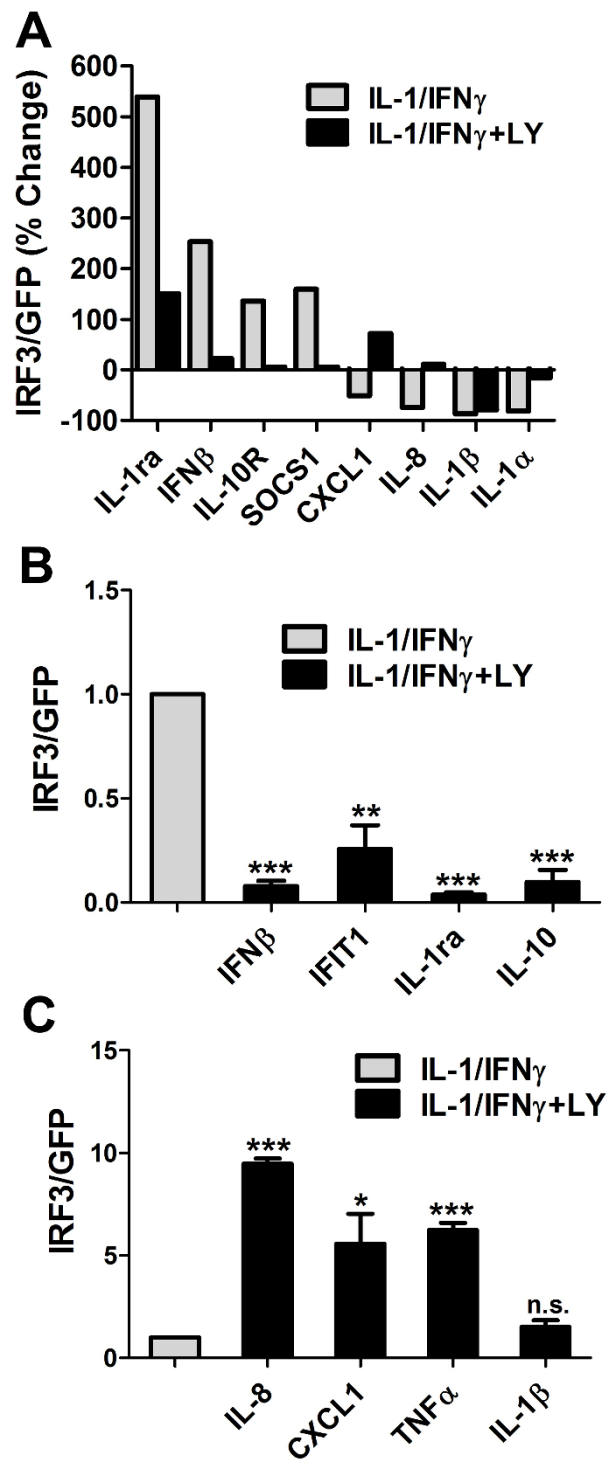 A
IRF3/GFP (% Change)
600
500
400
300
200
100
0
-100
IL-1/IFNγ
IL-1/IFNγ+LY
IL-1ra
IFNβ
IL-10R
SOCS1
CXCL1
IL-8
IL-1β
IL-1α
B
IRF3/GFP
1.5
1.0
0.5
0.0
IL-1/IFNγ
IL-1/IFNγ+LY
***
**
***
***
IFNβ
IFIT1
IL-1ra
IL-10
C
IRF3/GFP
15
10
5
0
IL-1/IFNγ
IL-1/IFNγ+LY
***
*
***
n.s.
IL-8
CXCL1
TNFα
IL-1β